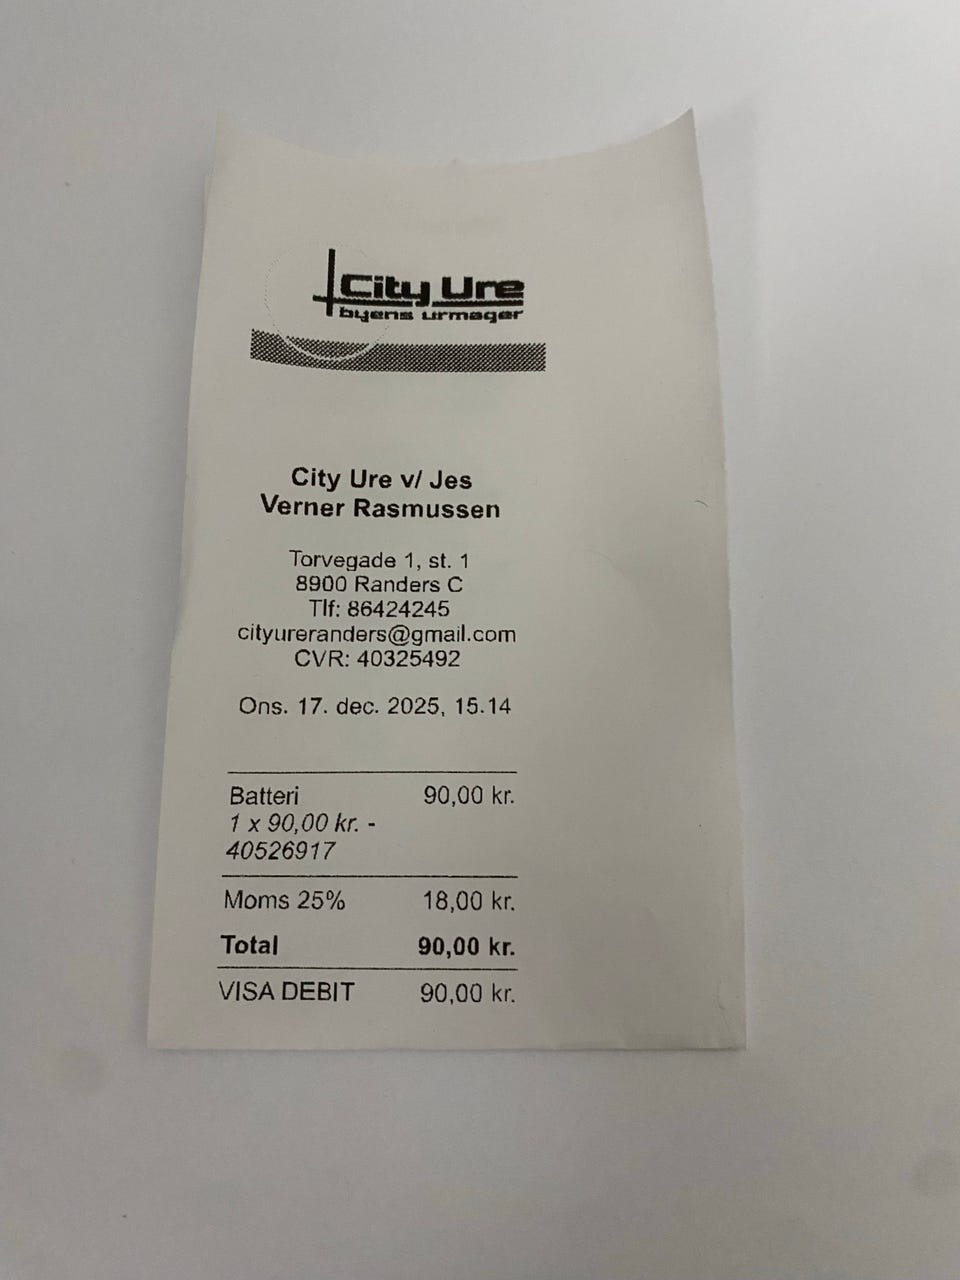 City Ure
byens urmager
City Ure v/ Jes
Verner Rasmussen
Torvegade 1, st. 1
8900 Randers C
Tlf: 86424245
cityureranders@gmail.com
CVR: 40325492
Ons. 17. dec. 2025, 15.14
Batteri 90,00 kr.
1 x 90,00 kr. -
40526917
Moms 25% 18,00 kr.
Total 90,00 kr.
VISA DEBIT 90,00 kr.